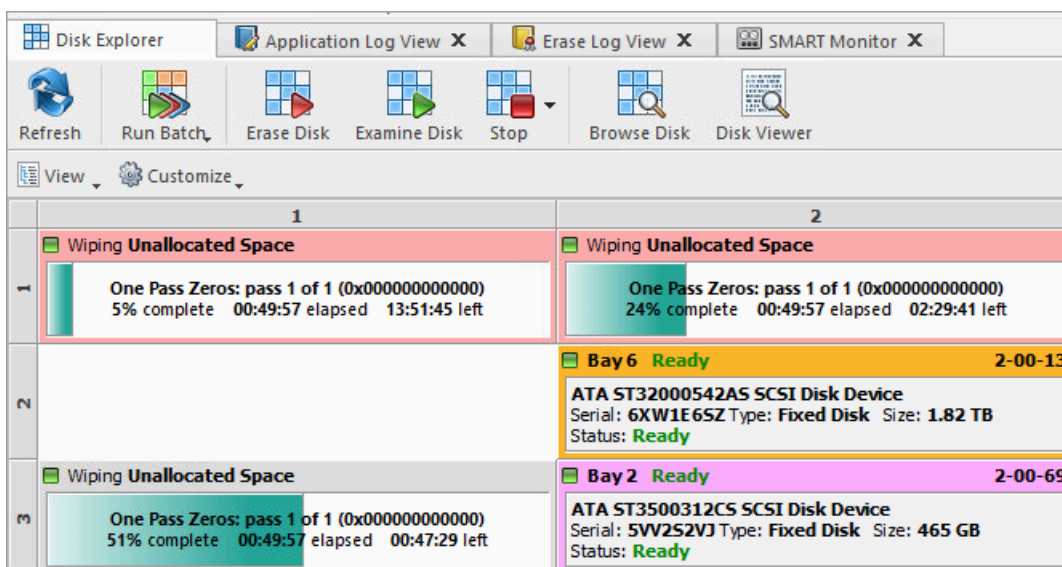 Disk Explorer Application Log View X Erase Log View X SMART Monitor X
Refresh Run Batch Erase Disk Examine Disk Stop Browse Disk Disk Viewer
View Customize
1 2
1
Wiping Unallocated Space
One Pass Zeros: pass 1 of 1 (0x000000000000)
5% complete 00:49:57 elapsed 13:51:45 left
Wiping Unallocated Space
One Pass Zeros: pass 1 of 1 (0x000000000000)
24% complete 00:49:57 elapsed 02:29:41 left
2
Bay 6 Ready 2-00-13
ATA ST32000542AS SCSI Disk Device
Serial: 6XW1E6SZ Type: Fixed Disk Size: 1.82 TB
Status: Ready
3
Wiping Unallocated Space
One Pass Zeros: pass 1 of 1 (0x000000000000)
51% complete 00:49:57 elapsed 00:47:29 left
Bay 2 Ready 2-00-69
ATA ST3500312CS SCSI Disk Device
Serial: 5VV2S2VJ Type: Fixed Disk Size: 465 GB
Status: Ready